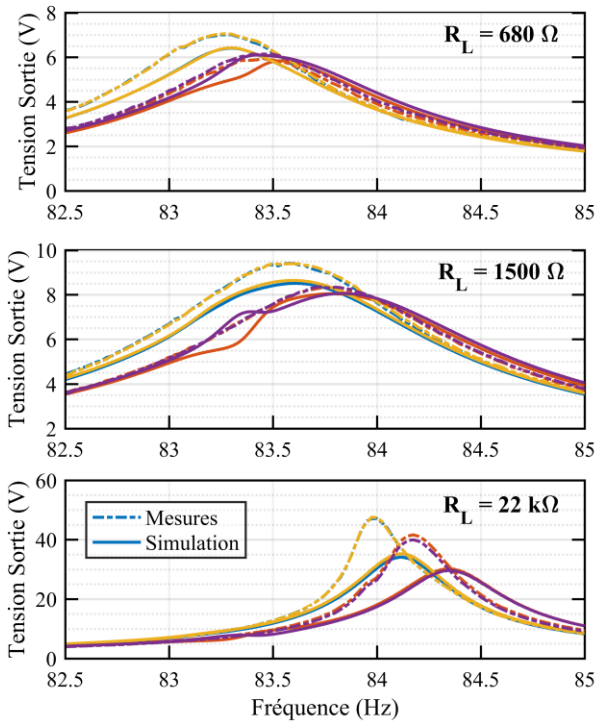 8
6
4
2
0
Tension Sortie (V)
R_L = 680 Ω
82.5 83 83.5 84 84.5 85
10
8
6
4
2
Tension Sortie (V)
R_L = 1500 Ω
82.5 83 83.5 84 84.5 85
60
40
20
0
Tension Sortie (V)
R_L = 22 kΩ
Mesures
Simulation
82.5 83 83.5 84 84.5 85
Fréquence (Hz)